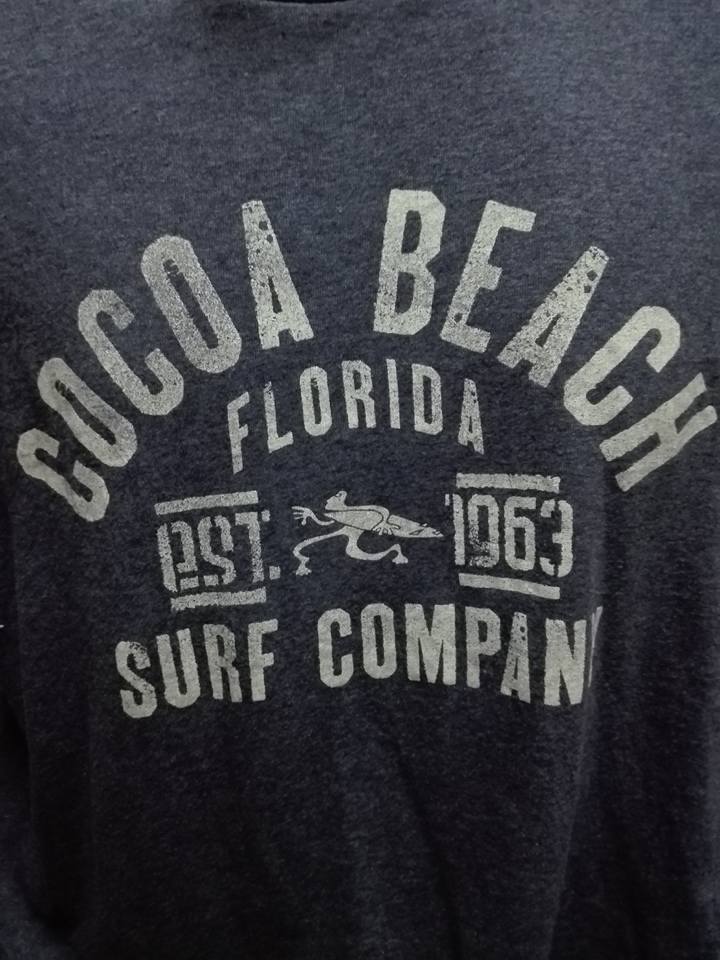 COCOA BEACH
FLORIDA
EST. 1963
SURF COMPANY